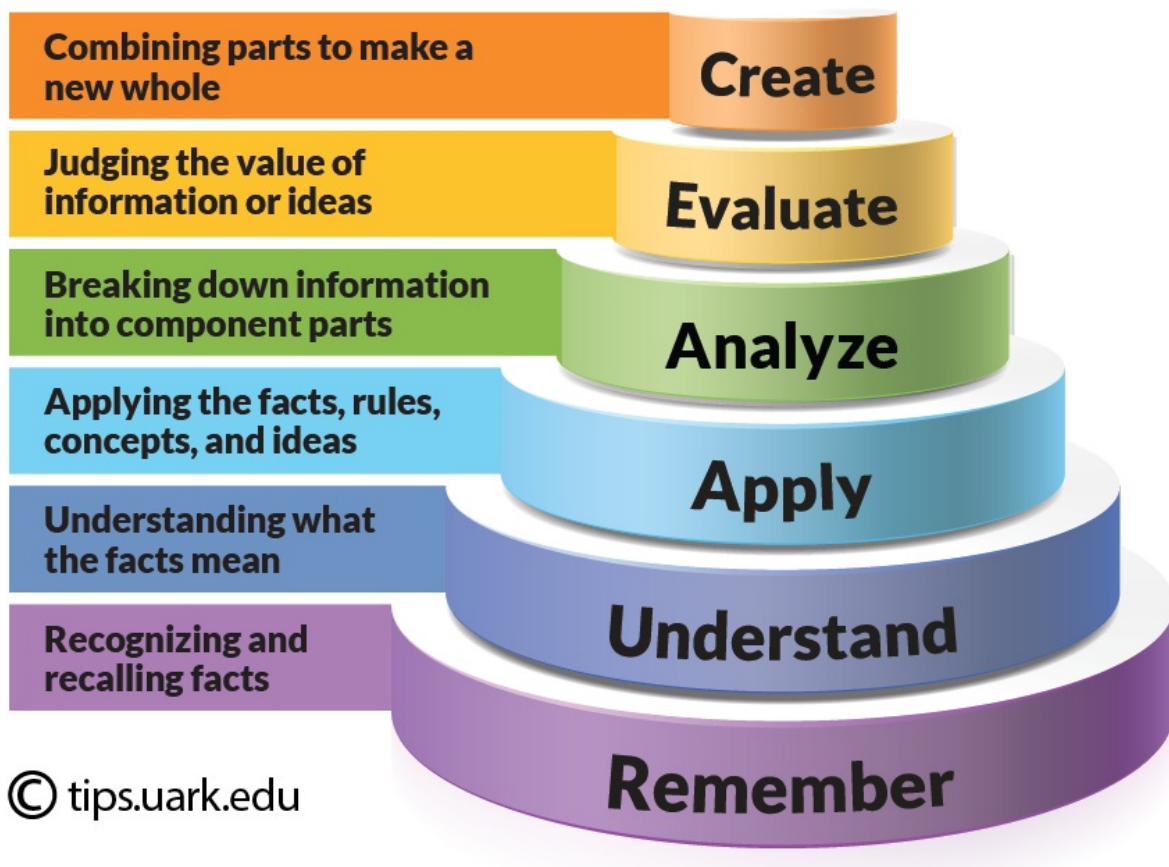 Combining parts to make a
new whole
Create
Judging the value of
information or ideas
Evaluate
Breaking down information
into component parts
Analyze
Applying the facts, rules,
concepts, and ideas
Apply
Understanding what
the facts mean
Understand
Recognizing and
recalling facts
Remember
© tips.uark.edu